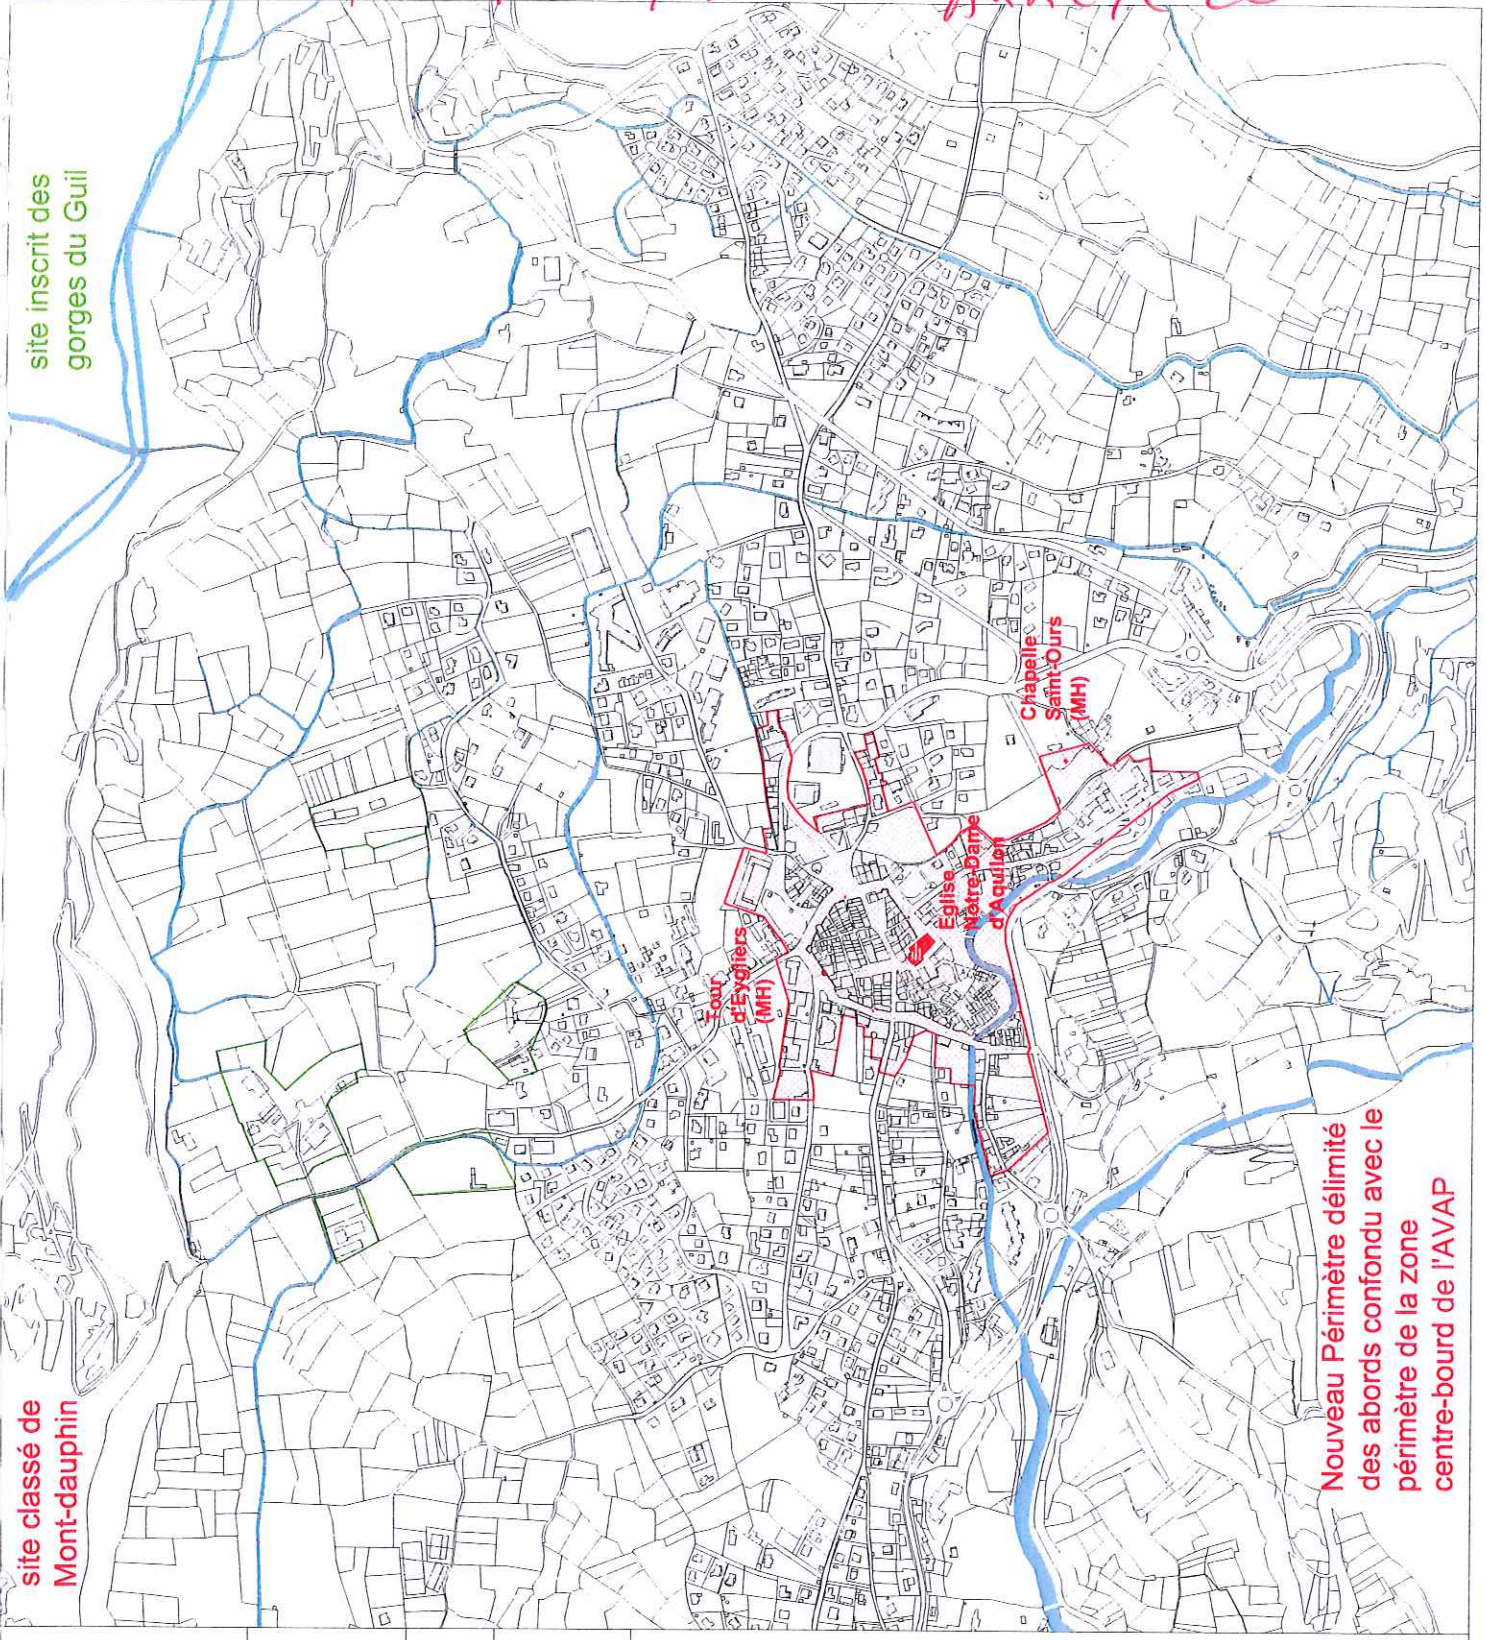 site inscrit des
gorges du Guil
site classé de
Mont-dauphin
Tour
d'Eygliers
(MH)
Eglise
Notre-Dame
d'Aquilon
Chapelle
Saint-Ours
(MH)
Nouveau Périmètre délimité
des abords confondu avec le
périmètre de la zone
centre-bourd de l'AVAP